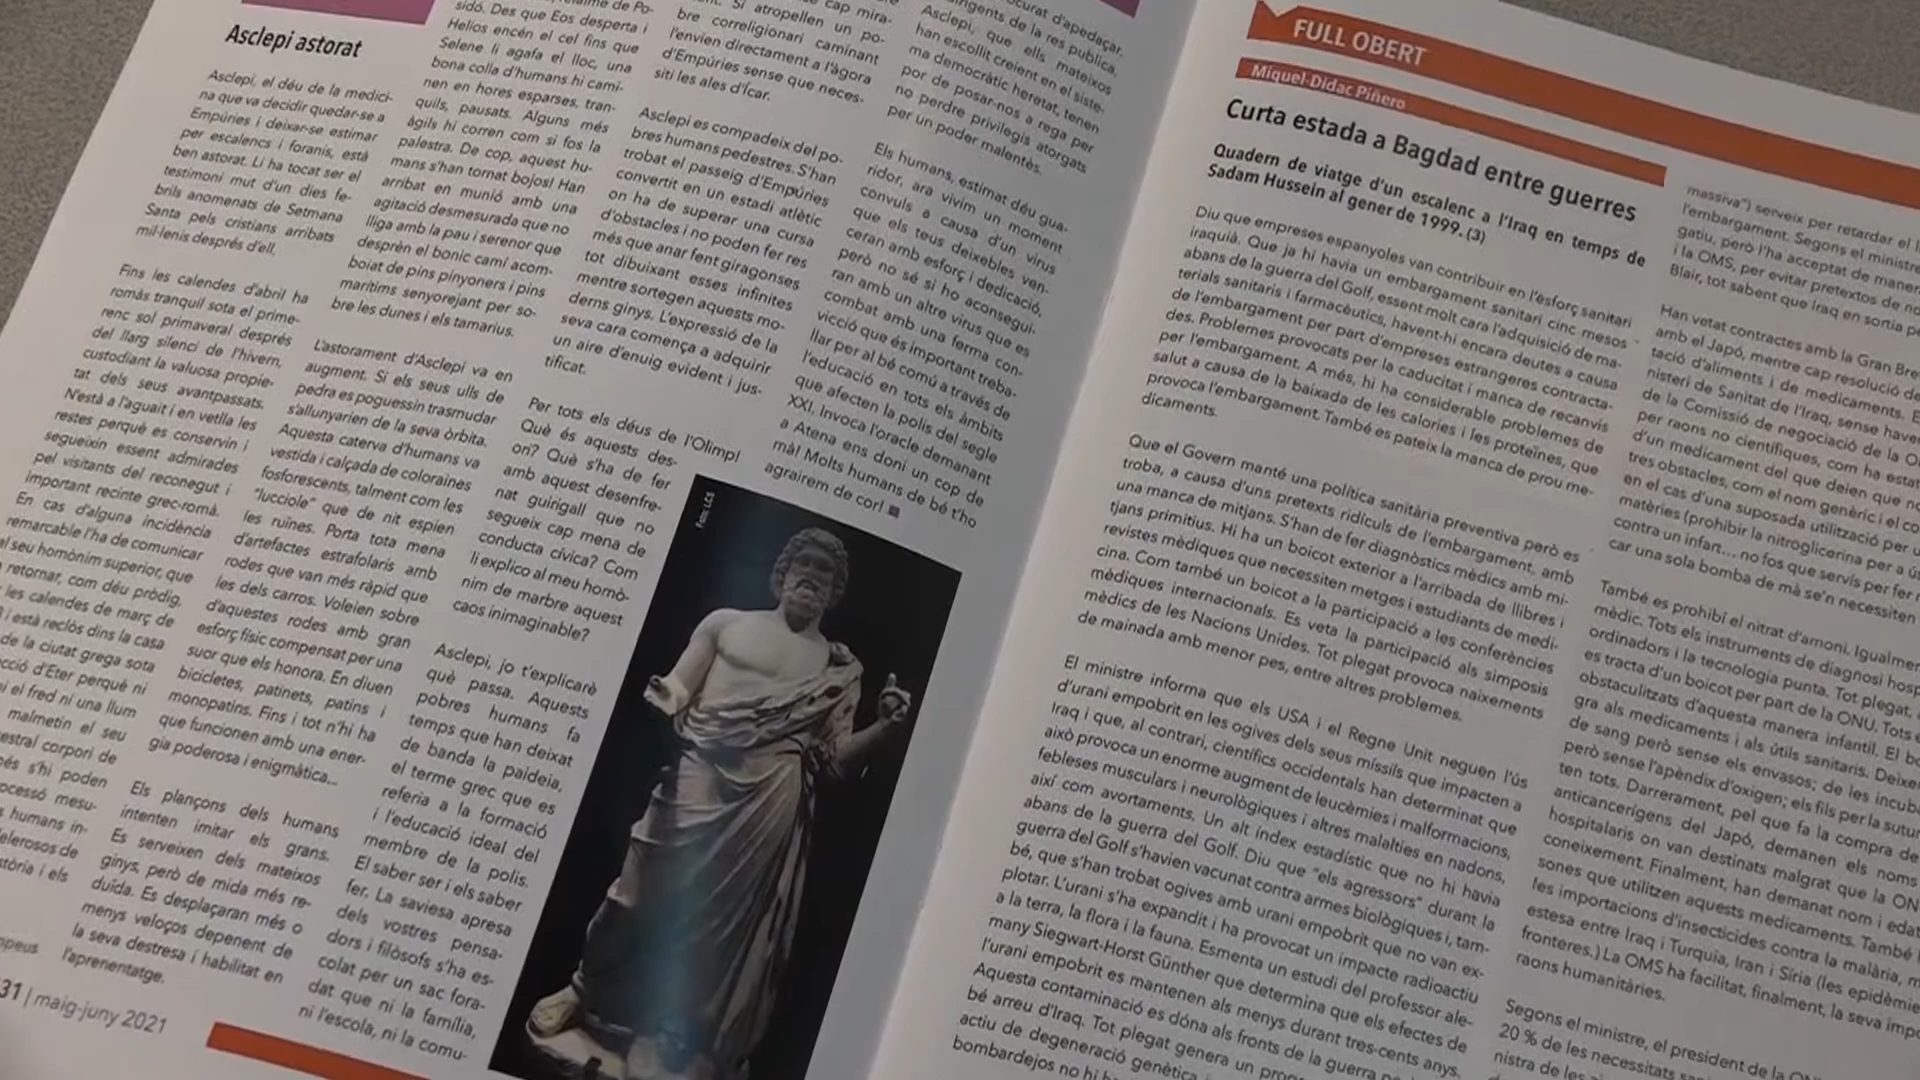 Asclepi astorat
Asclepi, el déu de la medici-
na que va decidir quedar-se a
Empúries i deixar-se estimar
per escalencs i foranis, està
ben astorat. Li ha tocat ser el
testimoni mut d'un dies fe-
brils anomenats de Setmana
Santa pels cristians arribats
mil·lenis després d'ell.
Fins les calendes d'abril ha
romàs tranquil sota el prime-
renc sol primaveral després
del llarg silenci de l'hivern,
custodiant la valuosa propie-
tat dels seus avantpassats.
N'està a l'aguait i en vetlla les
restes perquè es conservin i
segueixin essent admirades
pel visitants del reconegut i
important recinte grec-romà.
En cas d'alguna incidència
remarcable l'ha de comunicar
al seu homònim superior, que
retornar, com déu pròdig,
les calendes de març de
i està reclòs dins la casa
de la ciutat grega sota
cció d'Eter perquè ni
ni el fred ni una llum
malmetin el seu
estral corpori de
s'hi poden
ocessó mesu-
humans in-
elerosos de
stòria i els
sidó. Des que Eos desperta i
Helios encén el cel fins que
Selene li agafa el lloc, una
bona colla d'humans hi cami-
nen en hores esparses, tran-
quils, pausats. Alguns més
àgils hi corren com si fos la
palestra. De cop, aquest hu-
mans s'han tornat bojos! Han
arribat en munió amb una
agitació desmesurada que no
lliga amb la pau i serenor que
desprèn el bonic camí acom-
boiat de pins pinyoners i pins
marítims senyorejant per so-
bre les dunes i els tamarius.
L'astorament d'Asclepi va en
augment. Si els seus ulls de
pedra es poguessin trasmudar
s'allunyarien de la seva òrbita.
Aquesta caterva d'humans va
vestida i calçada de coloraines
fosforescents, talment com les
"lucciole" que de nit espien
les ruïnes. Porta tota mena
d'artefactes estrafolaris amb
rodes que van més ràpid que
les dels carros. Voleien sobre
d'aquestes rodes amb gran
esforç físic compensat per una
suor que els honora. En diuen
bicicletes, patinets, patins i
monopatins. Fins i tot n'hi ha
que funcionen amb una ener-
gia poderosa i enigmàtica...
Els plançons dels humans
intenten imitar els grans.
Es serveixen dels mateixos
ginys, però de mida més re-
duïda. Es desplaçaran més o
menys veloços depenent de
la seva destresa i habilitat en
l'aprenentatge.
Si atropellen un po-
bre correligionari caminant
l'envien directament a l'àgora
d'Empúries sense que neces-
siti les ales d'Ícar.
Asclepi es compadeix del po-
bres humans pedestres. S'han
trobat el passeig d'Empúries
convertit en un estadi atlètic
on ha de superar una cursa
d'obstacles i no poden fer res
més que anar fent giragonses
tot dibuixant esses infinites
mentre sortegen aquests mo-
derns ginys. L'expressió de la
seva cara comença a adquirir
un aire d'enuig evident i jus-
tificat.
Per tots els déus de l'Olimp!
Què és aquests des-
on? Què s'ha de fer
amb aquest desenfre-
nat guirigall que no
segueix cap mena de
conducta cívica? Com
li explico al meu homò-
nim de marbre aquest
caos inimaginable?
Asclepi, jo t'explicaré
què passa. Aquests
pobres humans fa
temps que han deixat
de banda la paideia,
el terme grec que es
referia a la formació
i l'educació ideal del
membre de la polis.
El saber ser i els saber
fer. La saviesa apresa
dels vostres pensa-
dors i filòsofs s'ha es-
colat per un sac fora-
dat que ni la família,
ni l'escola, ni la comu-
procurat d'apedaçar.
dirigents de la res publica,
Asclepi, que ells mateixos
han escollit creient en el siste-
ma democràtic heretat, tenen
por de posar-nos a rega per
no perdre privilegis atorgats
per un poder malentès.
Els humans, estimat déu gua-
ridor, ara vivim un moment
convuls a causa d'un virus
que els teus deixebles ven-
ceran amb esforç i dedicació,
però no sé si ho aconsegui-
ran amb un altre virus que es
combat amb una ferma con-
vicció que és important treba-
llar per al bé comú a través de
l'educació en tots els àmbits
que afecten la polis del segle
XXI. Invoca l'oracle demanant
a Atena ens doni un cop de
mà! Molts humans de bé t'ho
agrairem de cor!
Foto: LCS
31 | maig-juny 2021
FULL OBERT
Miquel-Dídac Piñero
Curta estada a Bagdad entre guerres
Quadern de viatge d'un escalenc a l'Iraq en temps de
Sadam Hussein al gener de 1999. (3)
Diu que empreses espanyoles van contribuir en l'esforç sanitari
iraquià. Que ja hi havia un embargament sanitari cinc mesos
abans de la guerra del Golf, essent molt cara l'adquisició de ma-
terials sanitaris i farmacèutics, havent-hi encara deutes a causa
de l'embargament per part d'empreses estrangeres contracta-
des. Problemes provocats per la caducitat i manca de recanvis
per l'embargament. A més, hi ha considerable problemes de
salut a causa de la baixada de les calories i les proteïnes, que
provoca l'embargament. També es pateix la manca de prou me-
dicaments.
Que el Govern manté una política sanitària preventiva però es
troba, a causa d'uns pretexts ridículs de l'embargament, amb
una manca de mitjans. S'han de fer diagnòstics mèdics amb mi-
tjans primitius. Hi ha un boicot exterior a l'arribada de llibres i
revistes mèdiques que necessiten metges i estudiants de medi-
cina. Com també un boicot a la participació a les conferències
mèdiques internacionals. Es veta la participació als simposis
mèdics de les Nacions Unides. Tot plegat provoca naixements
de mainada amb menor pes, entre altres problemes.
El ministre informa que els USA i el Regne Unit neguen l'ús
d'urani empobrit en les ogives dels seus míssils que impacten a
Iraq i que, al contrari, científics occidentals han determinat que
això provoca un enorme augment de leucèmies i malformacions,
febleses musculars i neurològiques i altres malalties en nadons,
així com avortaments. Un alt índex estadístic que no hi havia
abans de la guerra del Golf. Diu que "els agressors" durant la
guerra del Golf s'havien vacunat contra armes biològiques i, tam-
bé, que s'han trobat ogives amb urani empobrit que no van ex-
plotar. L'urani s'ha expandit i ha provocat un impacte radioactiu
a la terra, la flora i la fauna. Esmenta un estudi del professor ale-
many Siegwart-Horst Günther que determina que els efectes de
l'urani empobrit es mantenen als menys durant tres-cents anys.
Aquesta contaminació es dóna als fronts de la guerra
bé arreu d'Iraq. Tot plegat genera un
actiu de degeneració genètica i
bombardejos no hi
massiva") serveix per retardar el
l'embargament. Segons el ministre
gatiu, però l'ha acceptat de
i la OMS, per evitar pretextos de
Blair, tot sabent que Iraq en sortia
Han vetat contractes amb la Gran
amb el Japó, mentre cap resolució de
tació d'aliments i de medicaments.
nisteri de Sanitat de l'Iraq, sense
de la Comissió de negociació de la
per raons no científiques, com ha
d'un medicament del que deien que
tres obstacles, com el nom genèric i el
en el cas d'una suposada utilització per
matèries (prohibir la nitroglicerina per a
contra un infart... no fos que servís per fer
car una sola bomba de mà se'n necessiten
També es prohibí el nitrat d'amoni.
mèdic. Tots els instruments de diagnosi
ordinadors i la tecnologia punta. Tot plegat,
es tracta d'un boicot per part de la ONU. Tots
obstaculitzats d'aquesta manera infantil. El
gra als medicaments i als útils sanitaris.
de sang però sense els envasos; de les
però sense l'apèndix d'oxigen; els fils per la
ten tots. Darrerament, pel que fa la compra de
anticancerígens del Japó, demanen els noms
hospitalaris on van destinats malgrat que la
coneixement. Finalment, han demanat nom i
sones que utilitzen aquests medicaments. També
les importacions d'insecticides contra la malària,
estesa entre Iraq i Turquia, Iran i Síria (les
fronteres.) La OMS ha facilitat, finalment, la seva
raons humanitàries.
Segons el ministre, el president de la
20 % de les necessitats
nistra de les